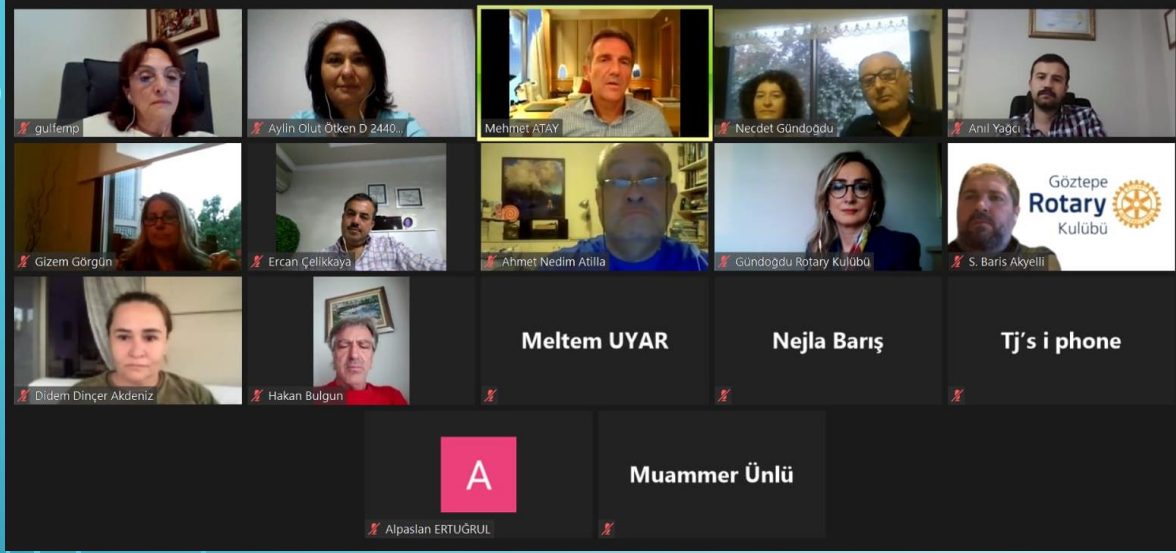 gulfemp
Aylin Olut Ötken D 2440...
Mehmet ATAY
Necdet Gündoğdu
Anıl Yağcı
Gizem Görgün
Ercan Çelikkaya
Ahmet Nedim Atilla
Gündoğdu Rotary Kulübü
Göztepe
Rotary
Kulübü
S. Baris Akyelli
Didem Dinçer Akdeniz
Hakan Bulgun
Meltem UYAR
Nejla Barış
Tj's i phone
A
Alpaslan ERTUĞRUL
Muammer Ünlü